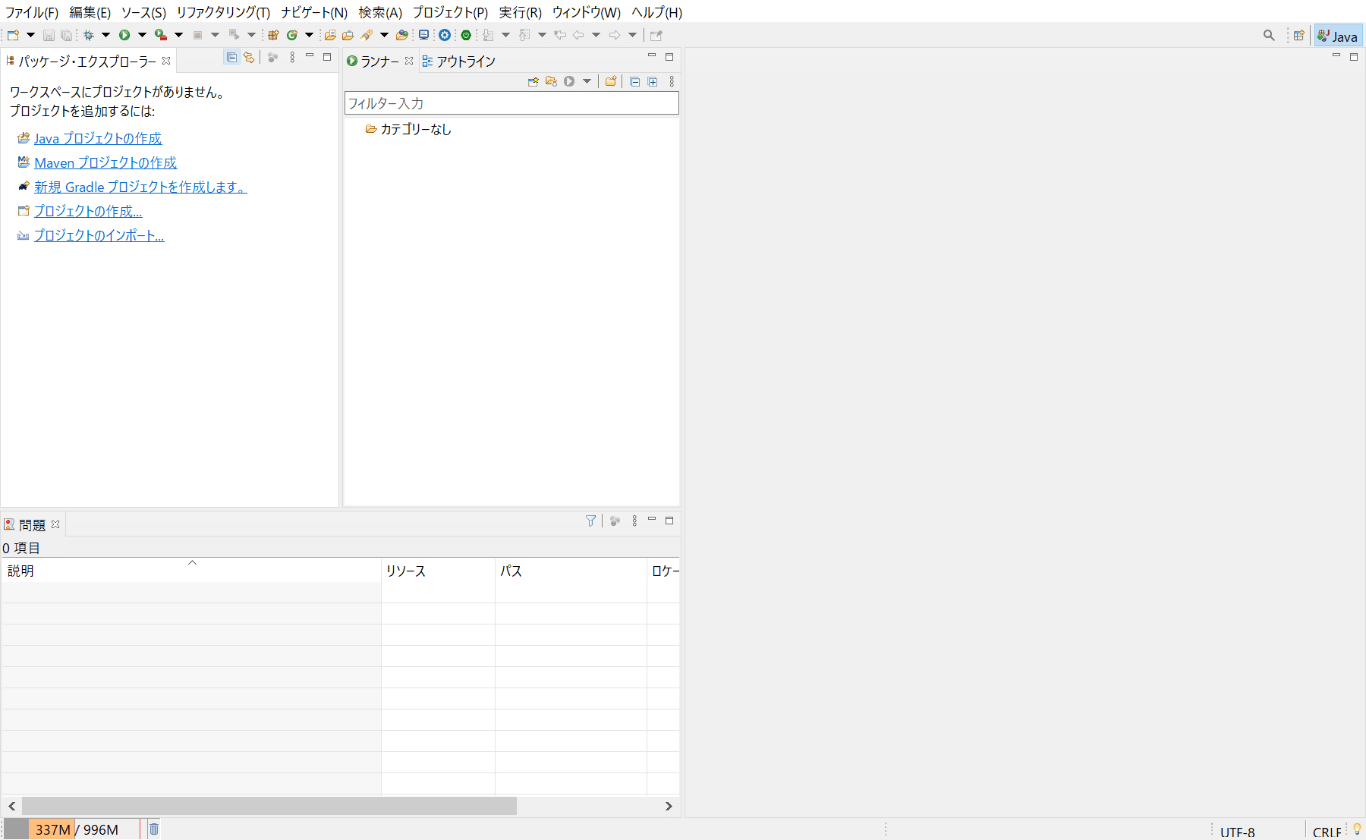 ファイル(F) 編集(E) ソース(S) リファクタリング(T) ナビゲート(N) 検索(A) プロジェクト(P) 実行(R) ウィンドウ(W) ヘルプ(H)
Java
パッケージ・エクスプローラー
ワークスペースにプロジェクトがありません。
プロジェクトを追加するには:
Java プロジェクトの作成
Maven プロジェクトの作成
新規 Gradle プロジェクトを作成します。
プロジェクトの作成...
プロジェクトのインポート...
ランナー アウトライン
フィルター入力
カテゴリーなし
問題
0 項目
説明 リソース パス ロケー
337M / 996M UTF-8 CRLF